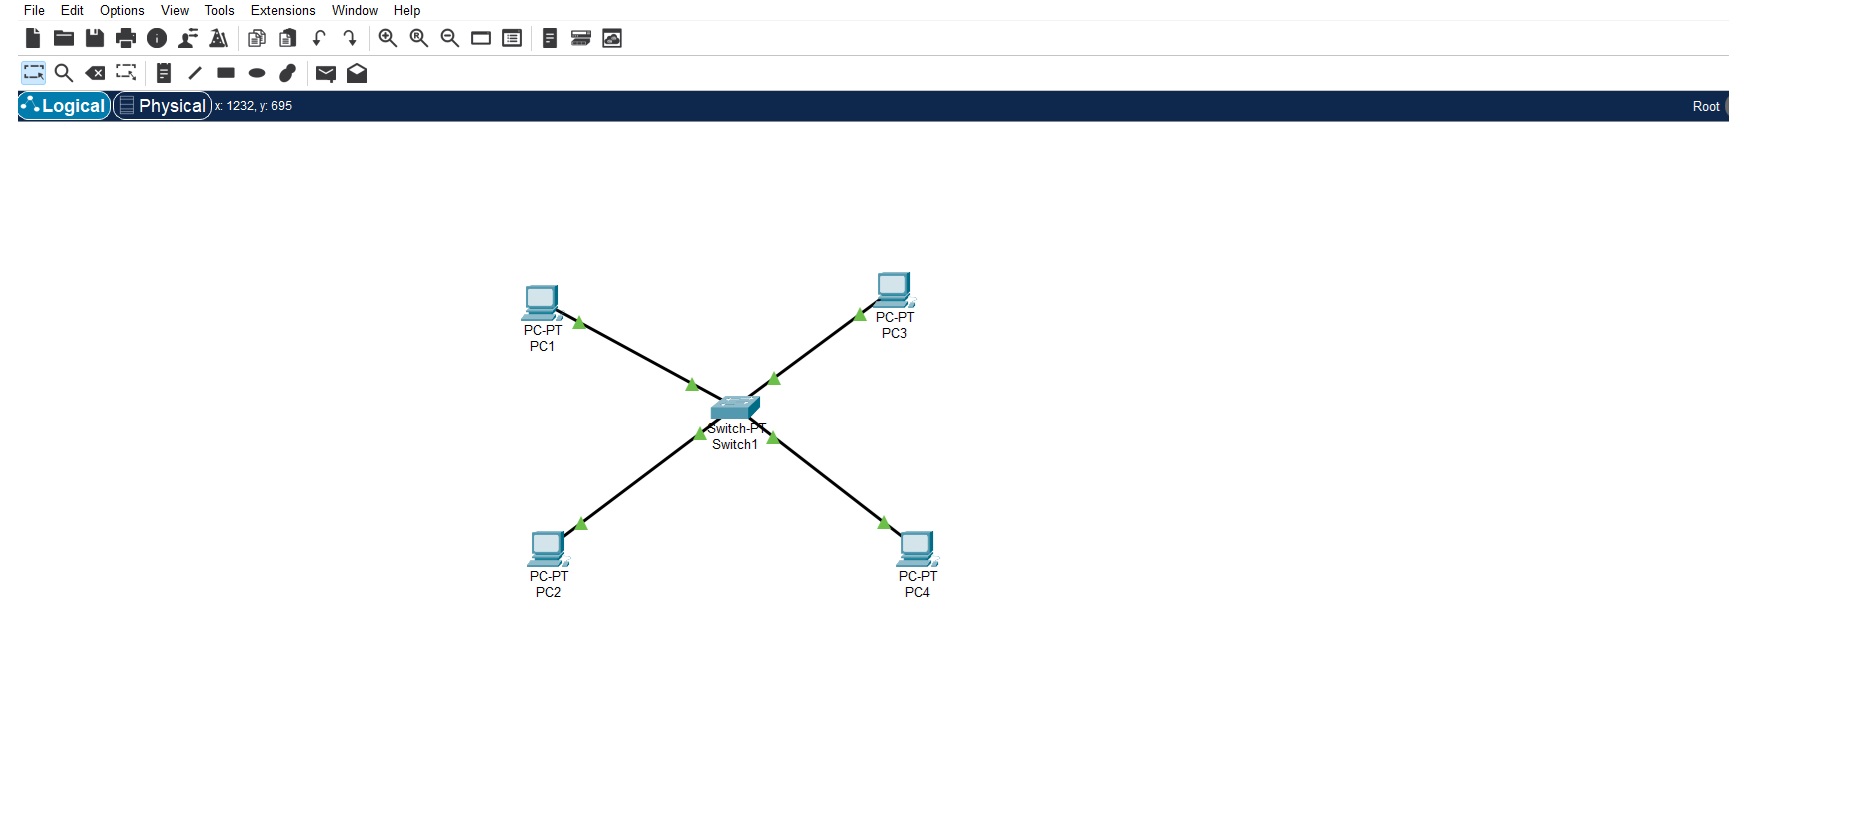 File Edit Options View Tools Extensions Window Help
Logical Physical x: 1232, y: 695 Root
PC-PT
PC1
PC-PT
PC3
Switch-PT
Switch1
PC-PT
PC2
PC-PT
PC4